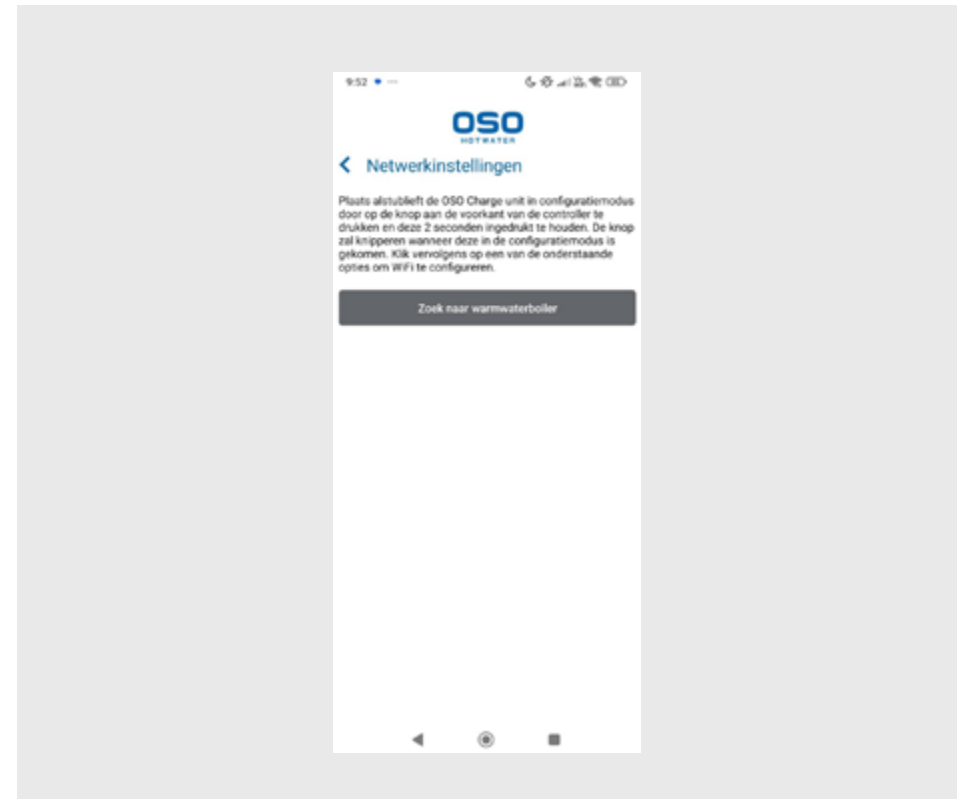 9:52
OSO
HOTWATER
Netwerkinstellingen
Plaats alstublieft de OSO Charge unit in configuratiemodus
door op de knop aan de voorkant van de controller te
drukken en deze 2 seconden ingedrukt te houden. De knop
zal knipperen wanneer deze in de configuratiemodus is
gekomen. Klik vervolgens op een van de onderstaande
opties om WiFi te configureren.
Zoek naar warmwaterboiler